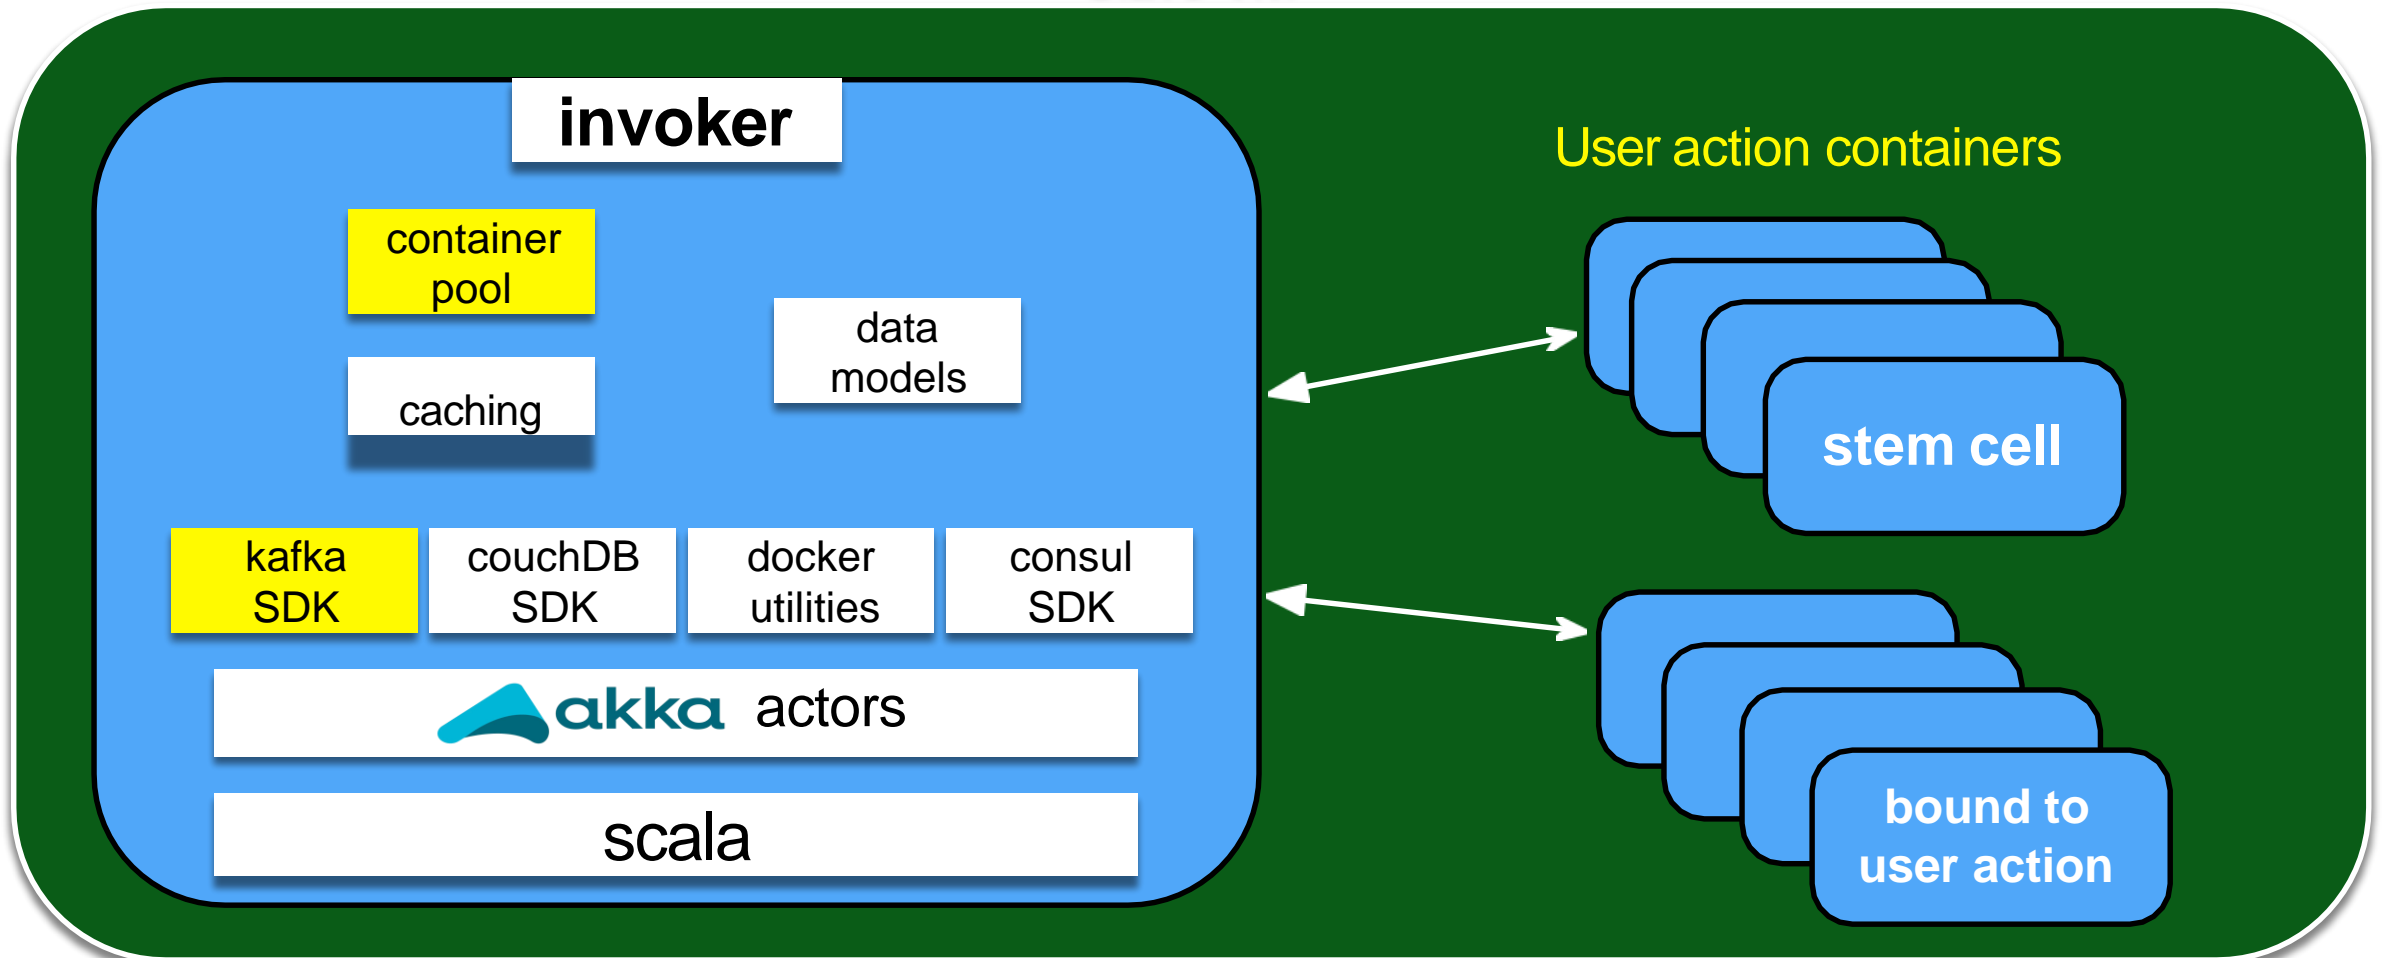 invoker
container
pool
caching
data
models
kafka
SDK
couchDB
SDK
docker
utilities
consul
SDK
akka actors
scala
User action containers
stem cell
bound to
user action